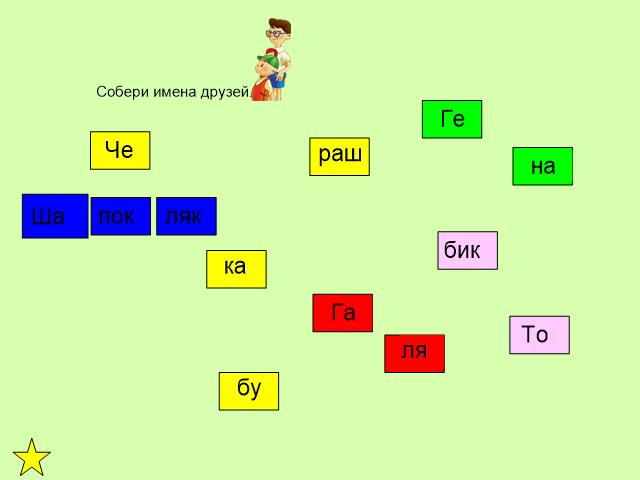 Собери имена друзей.
Ге
Че
раш
на
Ша пок ляк
бик
ка
Га
То
ля
бу